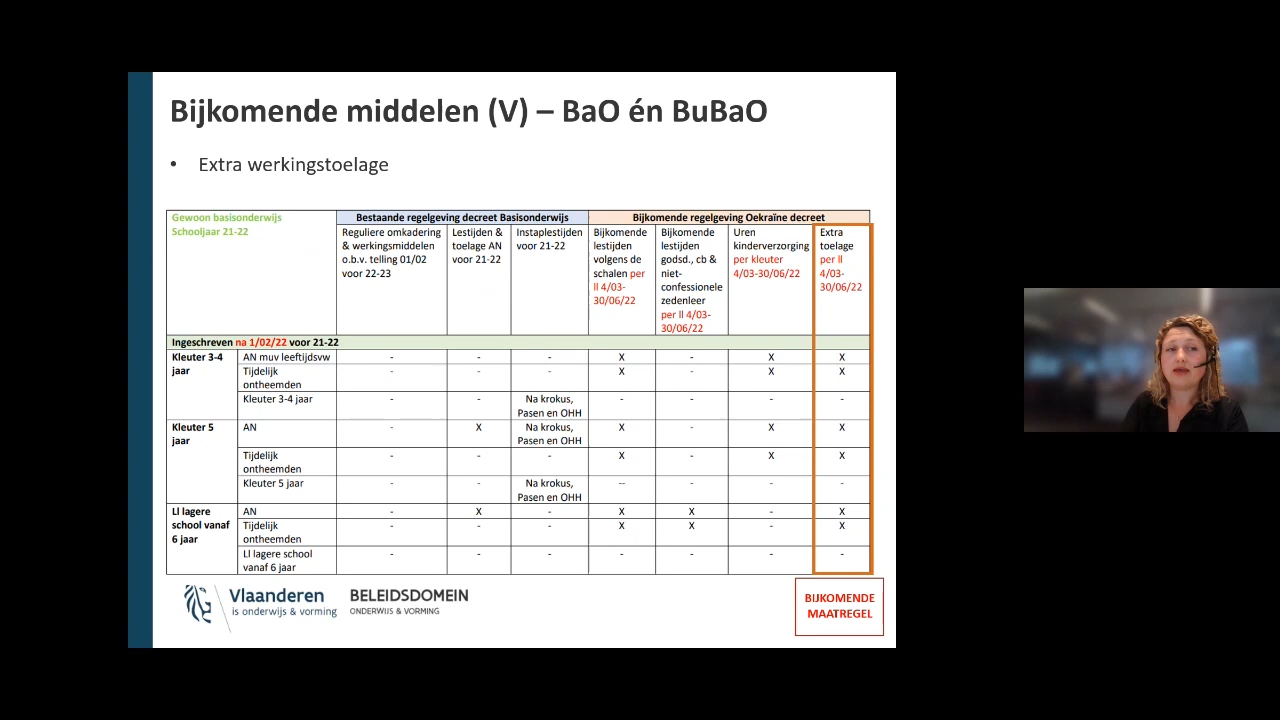 Bijkomende middelen (V) – BaO én BuBaO
• Extra werkingstoelage
Gewoon basisonderwijs
Schooljaar 21-22
Bestaande regelgeving decreet Basisonderwijs
Bijkomende regelgeving Oekraïne decreet
Reguliere omkadering
& werkingsmiddelen
o.b.v. telling 01/02
voor 22-23
Lestijden &
toelage AN
voor 21-22
Instaplestijden
voor 21-22
Bijkomende
lestijden
volgens de
schalen per
ll 4/03-
30/06/22
Bijkomende
lestijden
godsd., cb &
niet-
confessionele
zedenleer
per ll 4/03-
30/06/22
Uren
kinderverzorging
per kleuter
4/03-30/06/22
Extra
toelage
per ll
4/03-
30/06/22
Ingeschreven na 1/02/22 voor 21-22
Kleuter 3-4
jaar
AN muv leeftijdsvw
- - - X - X X
Tijdelijk
ontheemden
- - - X - X X
Kleuter 3-4 jaar
- - Na krokus,
Pasen en OHH
- - - -
Kleuter 5
jaar
AN
- X Na krokus,
Pasen en OHH
X - X X
Tijdelijk
ontheemden
- - - X - X X
Kleuter 5 jaar
- - Na krokus,
Pasen en OHH
-- - - -
Ll lagere
school vanaf
6 jaar
AN
- X - X X - X
Tijdelijk
ontheemden
- - - X X - X
Ll lagere school
vanaf 6 jaar
- - - - - - -
Vlaanderen
is onderwijs & vorming
BELEIDSDOMEIN
ONDERWIJS & VORMING
BIJKOMENDE
MAATREGEL